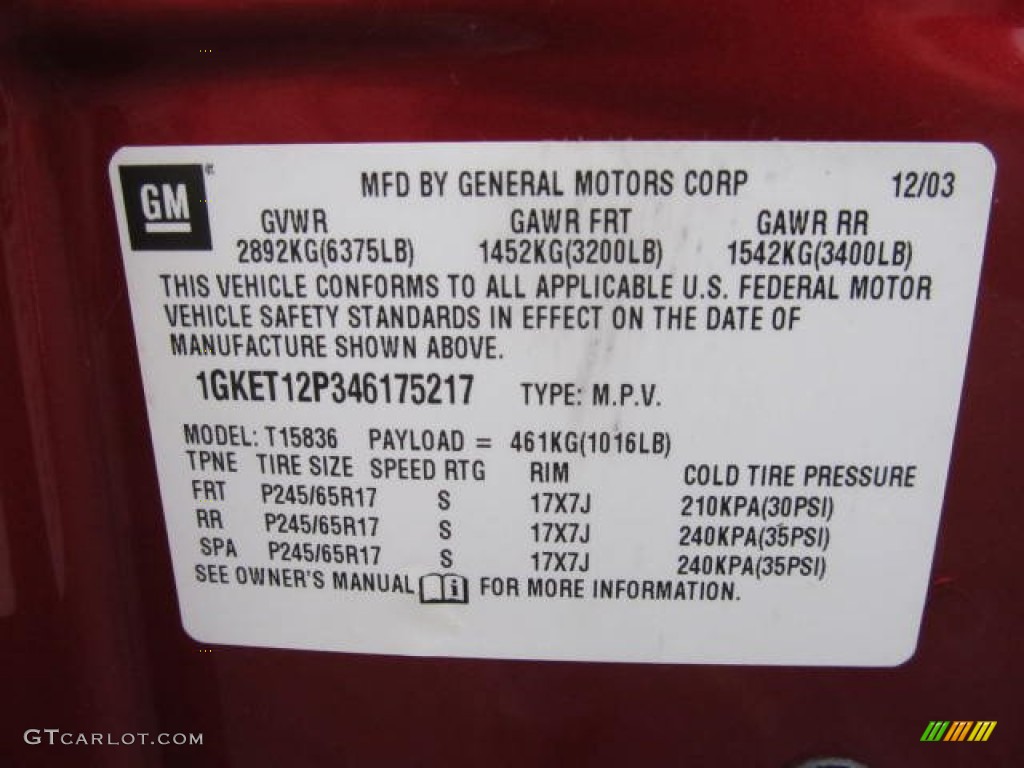 GM
MFD BY GENERAL MOTORS CORP 12/03
GVWR GAWR FRT GAWR RR
2892KG(6375LB) 1452KG(3200LB) 1542KG(3400LB)
THIS VEHICLE CONFORMS TO ALL APPLICABLE U.S. FEDERAL MOTOR
VEHICLE SAFETY STANDARDS IN EFFECT ON THE DATE OF
MANUFACTURE SHOWN ABOVE.
1GKET12P346175217 TYPE: M.P.V.
MODEL: T15836 PAYLOAD = 461KG(1016LB)
TPNE TIRE SIZE SPEED RTG RIM COLD TIRE PRESSURE
FRT P245/65R17 S 17X7J 210KPA(30PSI)
RR P245/65R17 S 17X7J 240KPA(35PSI)
SPA P245/65R17 S 17X7J 240KPA(35PSI)
SEE OWNER'S MANUAL i FOR MORE INFORMATION.
GTCARLOT.COM